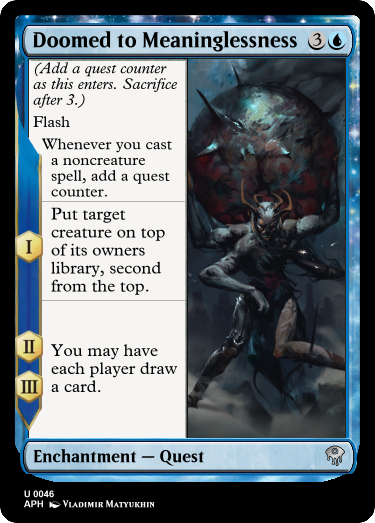 Doomed to Meaninglessness 3
(Add a quest counter
as this enters. Sacrifice
after 3.)
Flash
Whenever you cast
a noncreature
spell, add a quest
counter.
I
Put target
creature on top
of its owners
library, second
from the top.
II
III
You may have
each player draw
a card.
Enchantment — Quest
U 0046
APH Vladimir Matyukhin